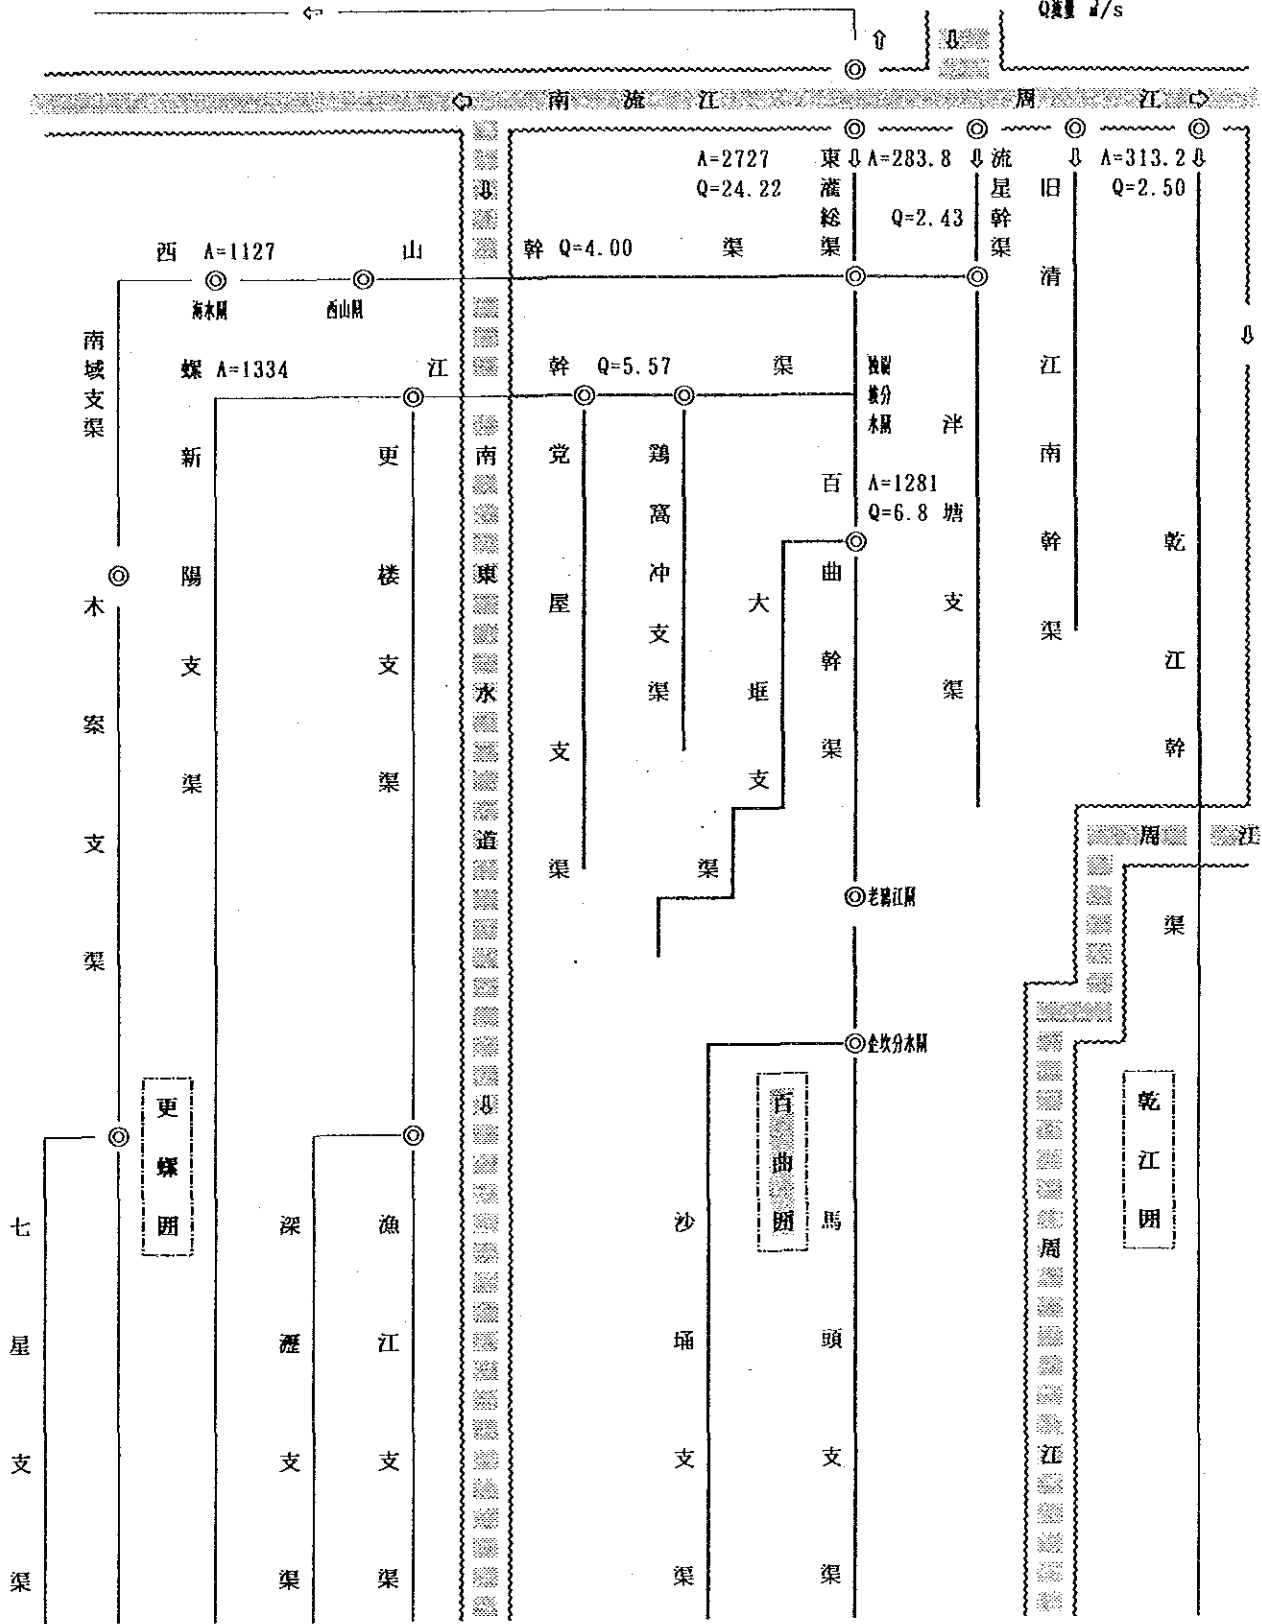 Q流量 ㎥/s
南流江
周江
A=2727
Q=24.22
東灌総渠
A=283.8
Q=2.43
流星幹渠
旧清江南幹渠
A=313.2
Q=2.50
西山幹渠
A=1127
Q=4.00
西山閘
南域支渠
螺江幹渠
A=1334
Q=5.57
百曲幹渠
A=1281
Q=6.8
泮塘支渠
乾江幹渠
新陽支渠
更楼支渠
南東水道
党屋支渠
鶏窩冲支渠
大堀支渠
木案支渠
周江
老鴉江閘
金坎分水閘
更螺囲
百曲囲
乾江囲
七星支渠
深瀝支渠
漁江支渠
沙埇支渠
馬頭支渠
周江